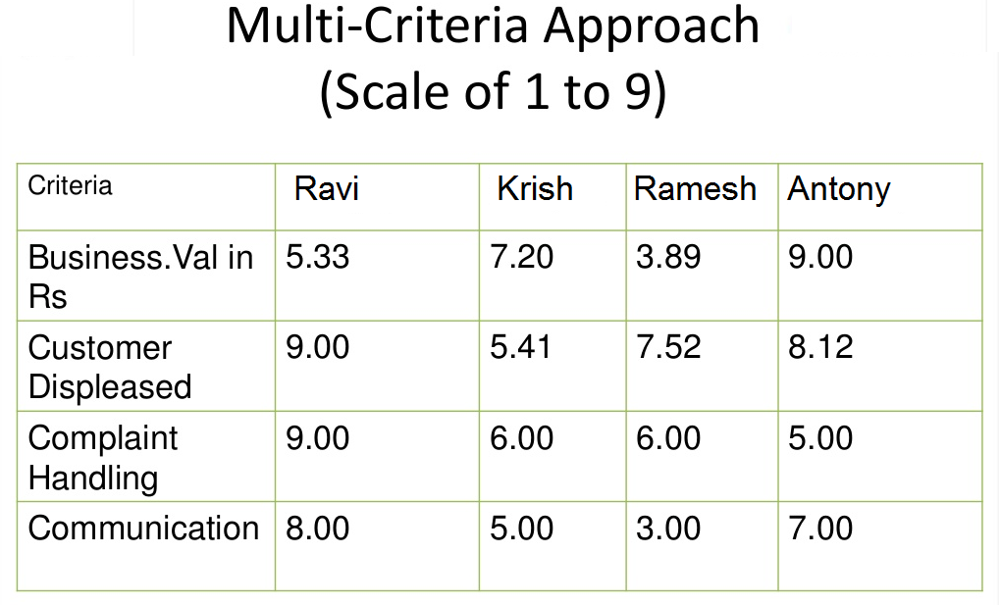 Multi-Criteria Approach
(Scale of 1 to 9)
Criteria Ravi Krish Ramesh Antony
Business.Val in 5.33 7.20 3.89 9.00
Rs
Customer 9.00 5.41 7.52 8.12
Displeased
Complaint 9.00 6.00 6.00 5.00
Handling
Communication 8.00 5.00 3.00 7.00